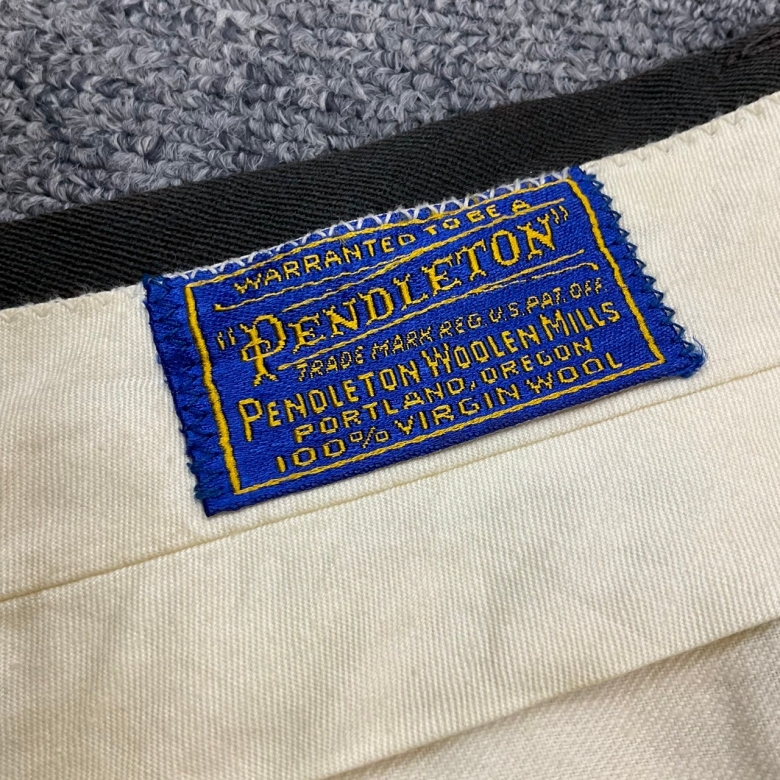 WARRANTED TO BE A
"PENDLETON"
TRADE MARK REG. U.S. PAT. OFF.
PENDLETON WOOLEN MILLS
PORTLAND, OREGON
100% VIRGIN WOOL